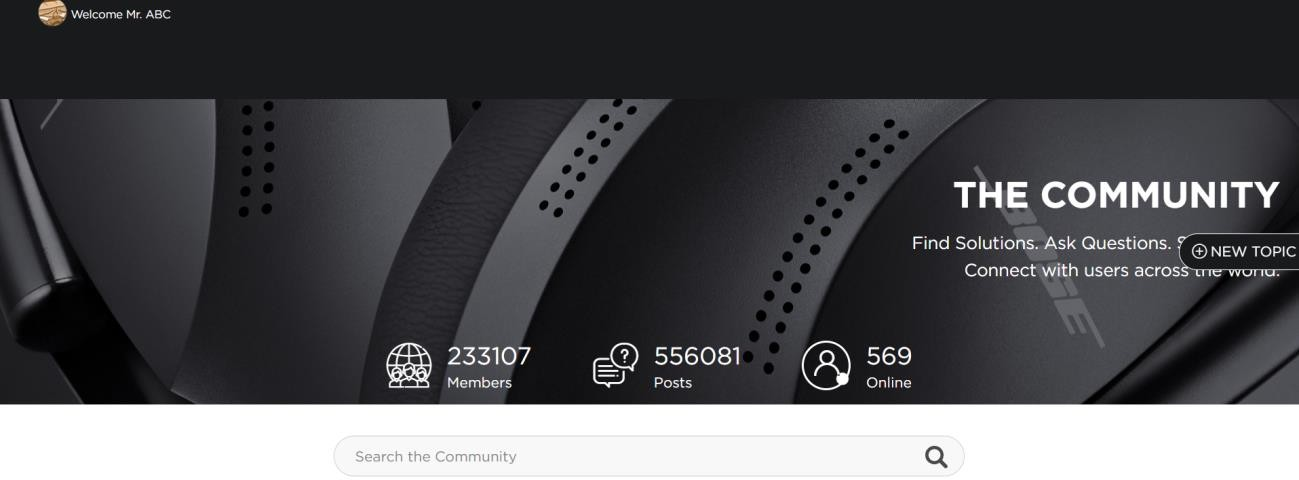 Welcome Mr. ABC
THE COMMUNITY
Find Solutions. Ask Questions.
NEW TOPIC
Connect with users across the world.
BOSE
233107
Members
556081
Posts
569
Online
Search the Community